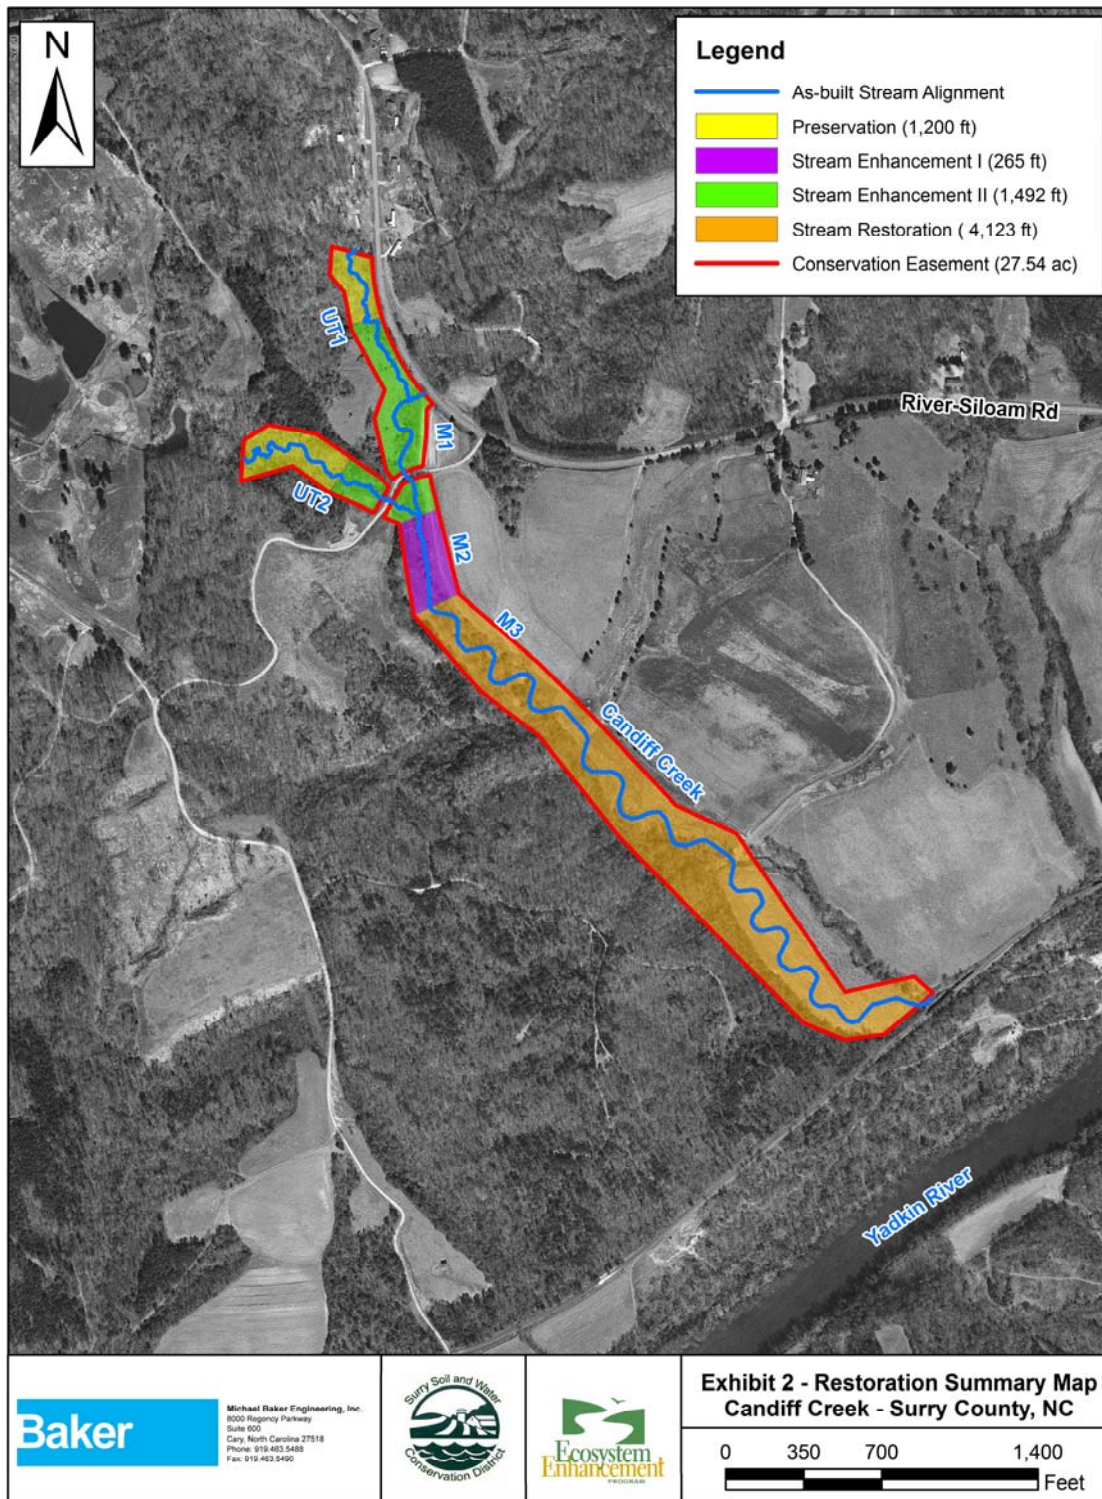 N
Legend
As-built Stream Alignment
Preservation (1,200 ft)
Stream Enhancement I (265 ft)
Stream Enhancement II (1,492 ft)
Stream Restoration ( 4,123 ft)
Conservation Easement (27.54 ac)
UT1
River-Siloam Rd
M1
UT2
M2
M3
Candiff Creek
Yadkin River
Baker
Michael Baker Engineering, Inc.
8000 Regency Parkway
Suite 600
Cary, North Carolina 27518
Phone: 919.463.5488
Fax: 919.463.5490
Surry Soil and Water
Conservation District
Ecosystem
Enhancement
PROGRAM
Exhibit 2 - Restoration Summary Map
Candiff Creek - Surry County, NC
0 350 700 1,400
Feet